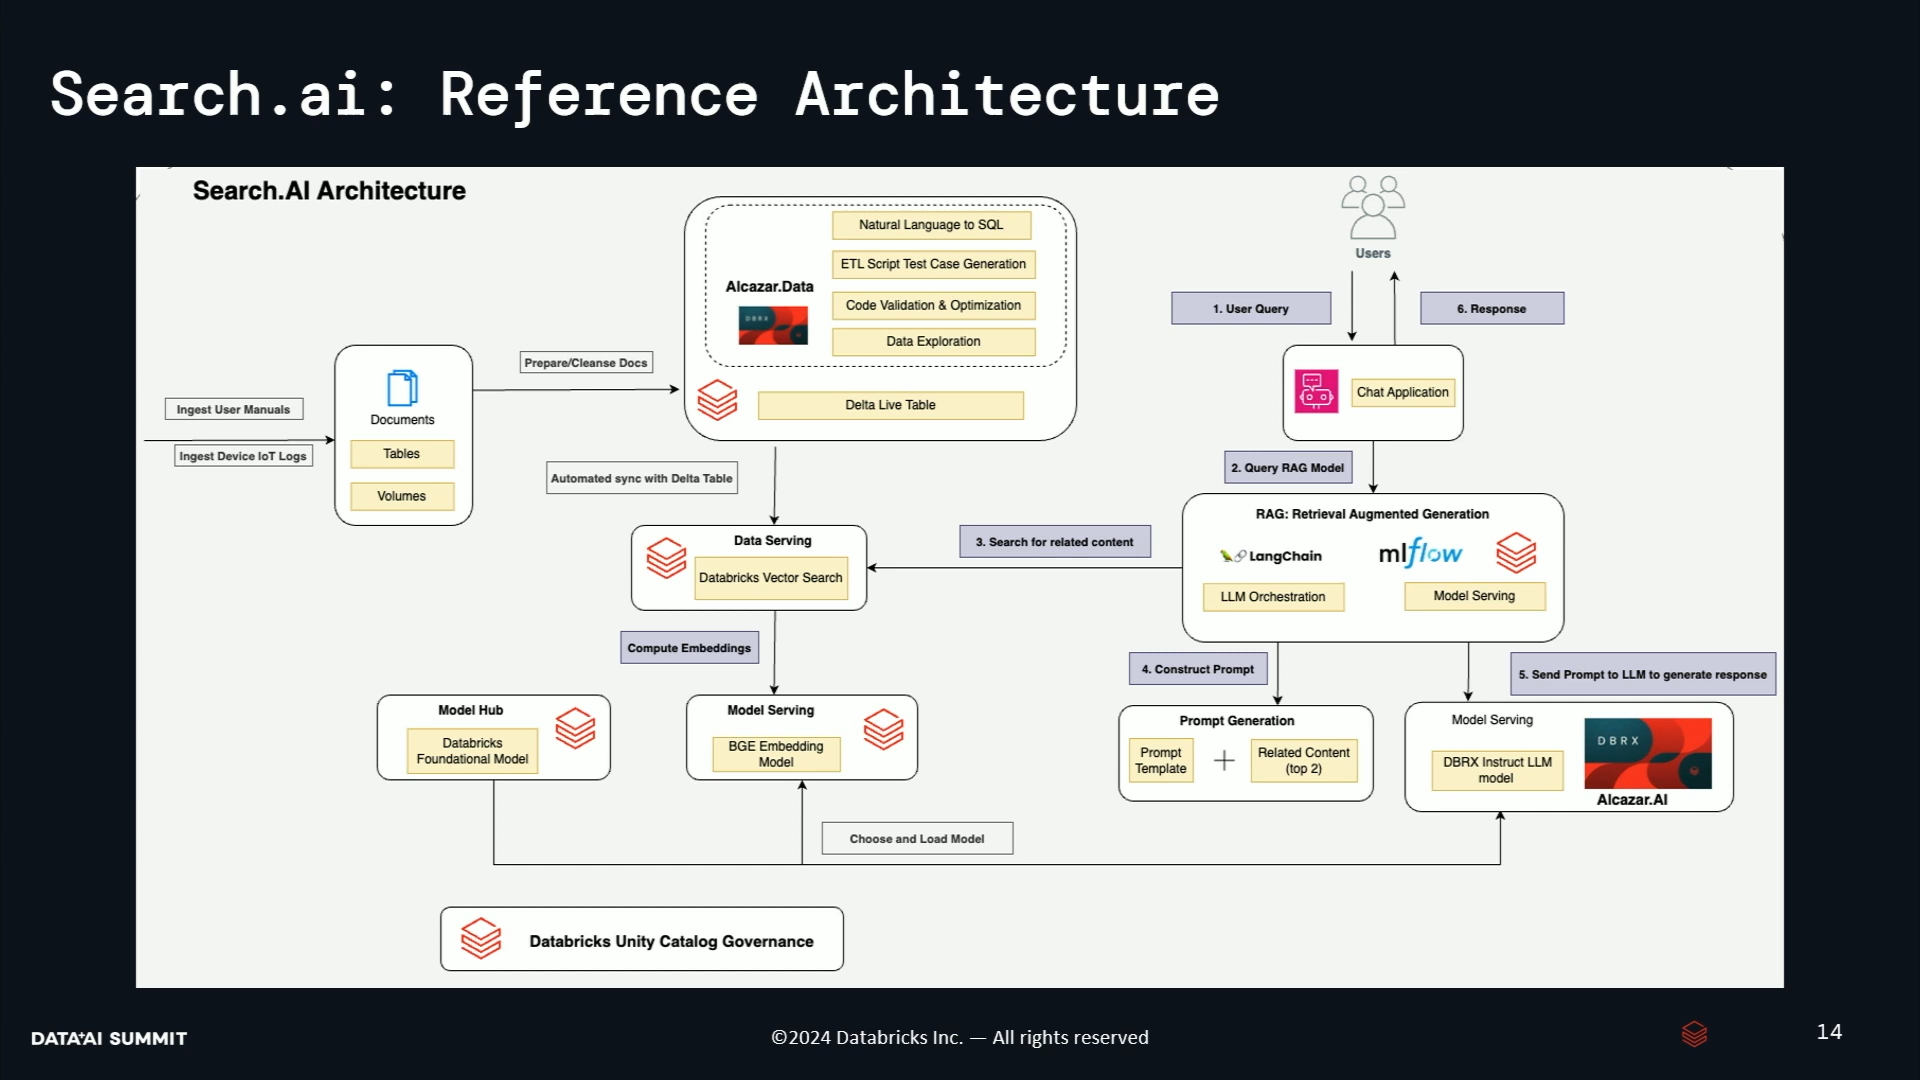 Search.ai: Reference Architecture
Search.AI Architecture
Natural Language to SQL
ETL Script Test Case Generation
Alcazar.Data
DBRX
Code Validation & Optimization
Data Exploration
Delta Live Table
Users
1. User Query
6. Response
Chat Application
Prepare/Cleanse Docs
Ingest User Manuals
Ingest Device IoT Logs
Documents
Tables
Volumes
Automated sync with Delta Table
2. Query RAG Model
RAG: Retrieval Augmented Generation
LangChain
mlflow
LLM Orchestration
Model Serving
3. Search for related content
Data Serving
Databricks Vector Search
Compute Embeddings
4. Construct Prompt
5. Send Prompt to LLM to generate response
Model Hub
Databricks
Foundational Model
Model Serving
BGE Embedding
Model
Prompt Generation
Prompt
Template
+
Related Content
(top 2)
Model Serving
DBRX Instruct LLM
model
DBRX
Alcazar.AI
Choose and Load Model
Databricks Unity Catalog Governance
DATA+AI SUMMIT
©2024 Databricks Inc. — All rights reserved
14